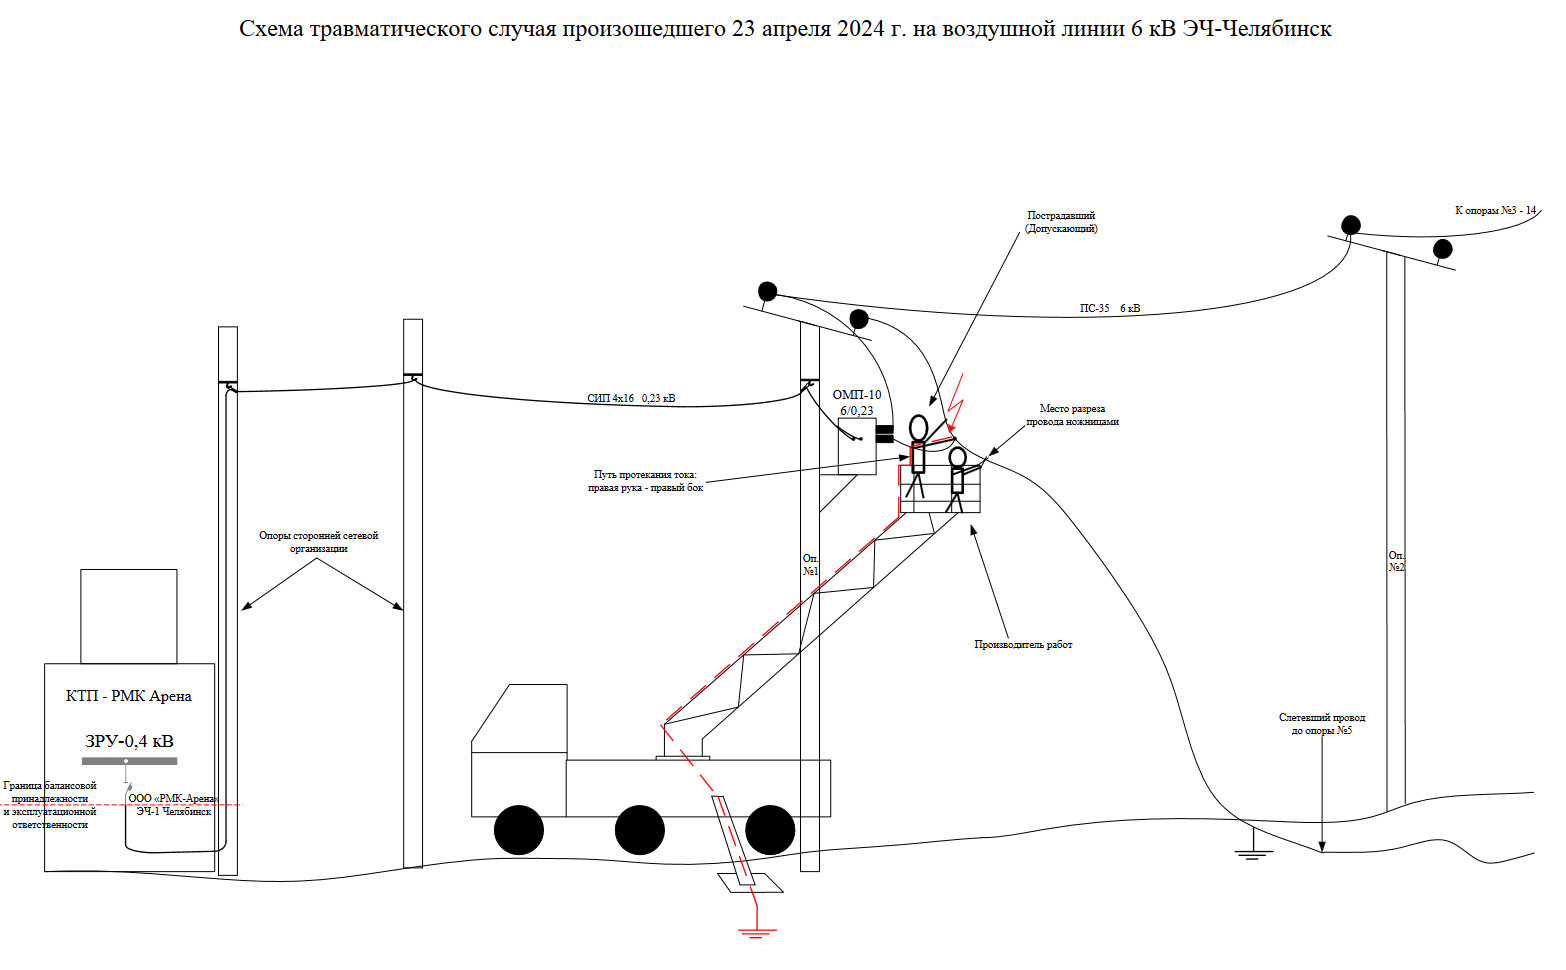 Схема травматического случая произошедшего 23 апреля 2024 г. на воздушной линии 6 кВ ЭЧ-Челябинск
К опорам №3 - 14
Пострадавший
(Допускающий)
ПС-35 6 кВ
СИП 4х16 0,23 кВ
ОМП-10
6/0,23
Место разреза
провода ножницами
Путь протекания тока:
правая рука - правый бок
Опоры сторонней сетевой
организации
Оп.
№1
Оп.
№2
Производитель работ
КТП - РМК Арена
ЗРУ-0,4 кВ
Слетевший провод
до опоры №5
Граница балансовой
принадлежности
и эксплуатационной
ответственности
ООО «РМК-Арена»
ЭЧ-1 Челябинск